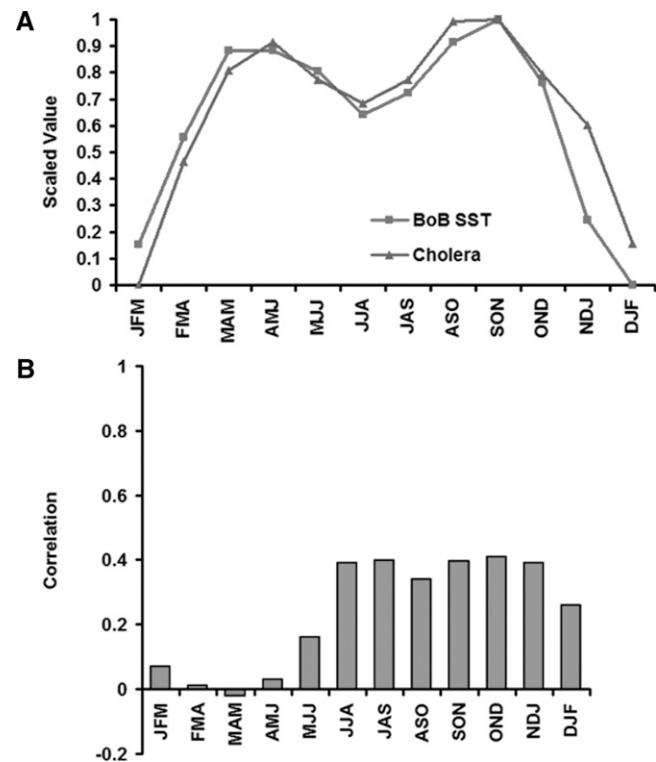 A
Scaled Value
1
0.9
0.8
0.7
0.6
0.5
0.4
0.3
0.2
0.1
0
BoB SST
Cholera
JFM FMA MAM AMJ MJJ JJA JAS ASO SON OND NDJ DJF
B
Correlation
1
0.8
0.6
0.4
0.2
0
-0.2
JFM FMA MAM AMJ MJJ JJA JAS ASO SON OND NDJ DJF